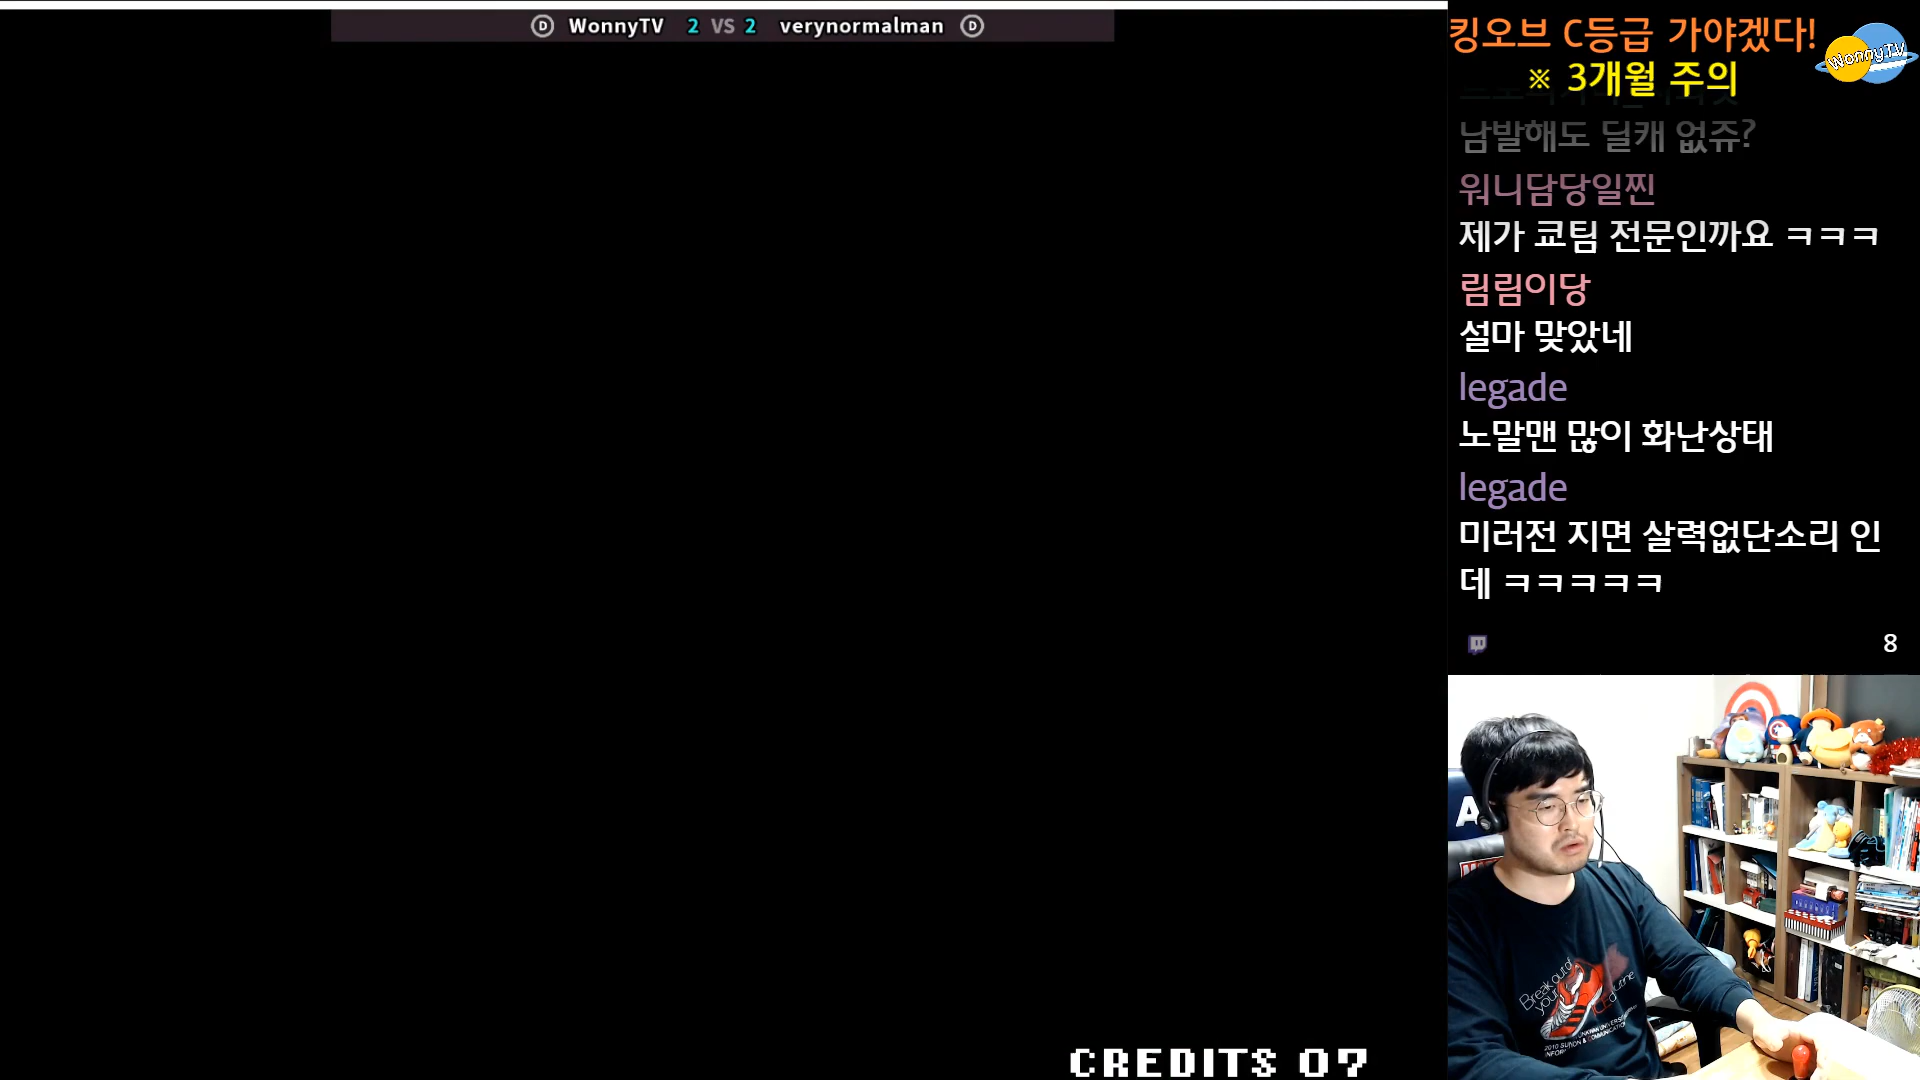 D WonnyTV 2 VS 2 verynormalman D
킹오브 C등급 가야겠다!
WonnyTV
※ 3개월 주의
남발해도 딜캐 없쥬?
워니담당일찐
제가 쿄팀 전문인까요 ㅋㅋㅋ
림림이당
설마 맞았네
legade
노말맨 많이 화난상태
legade
미러전 지면 살력없단소리 인
데 ㅋㅋㅋㅋㅋ
8
A
Break out of
your
CREDITS 07